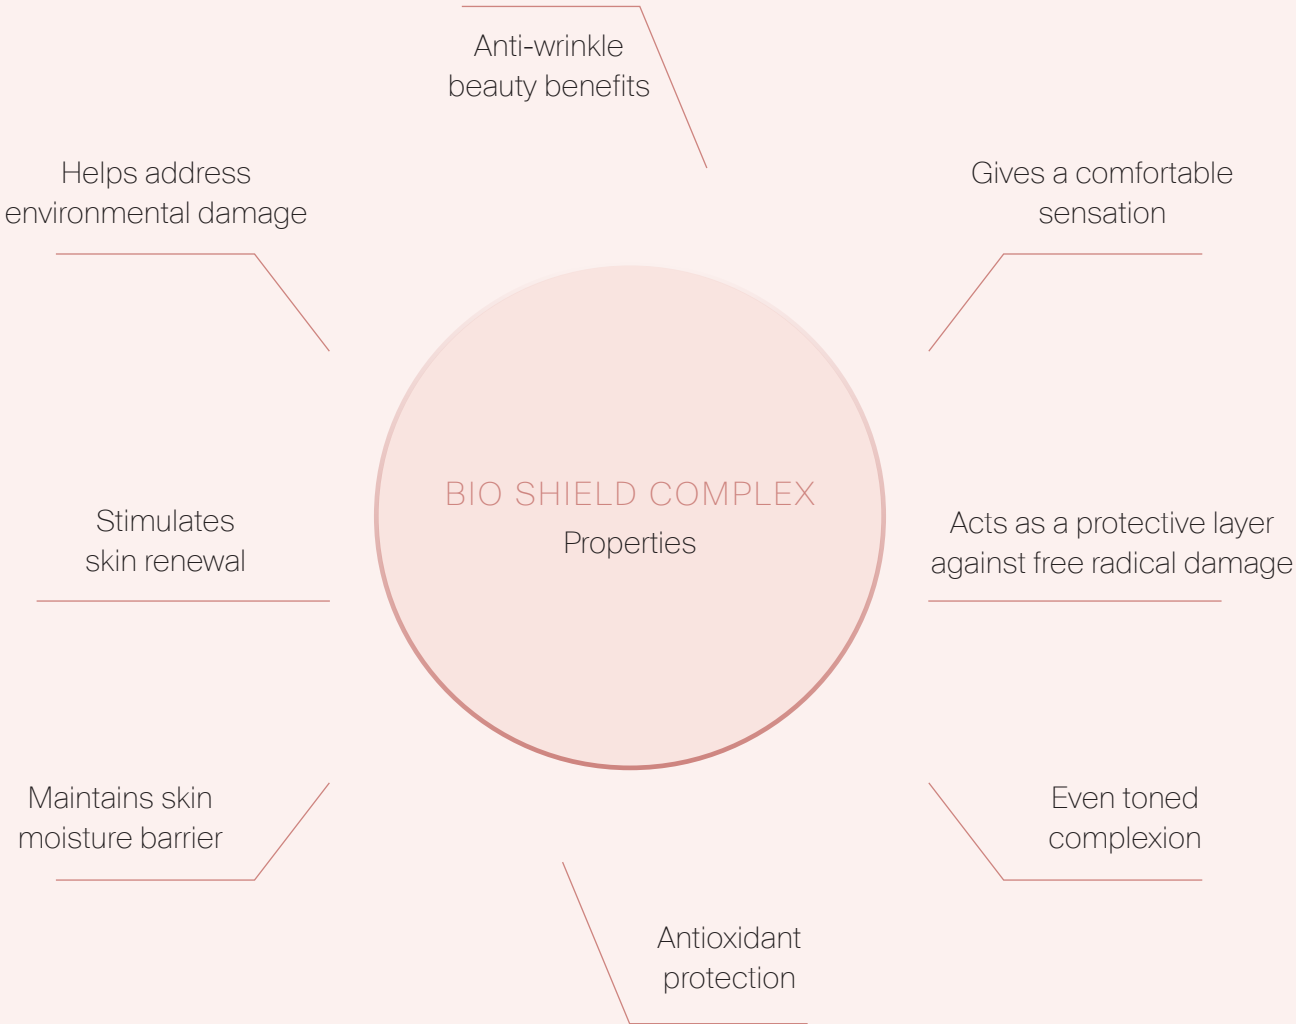 Anti-wrinkle
beauty benefits
Helps address
environmental damage
Gives a comfortable
sensation
BIO SHIELD COMPLEX
Properties
Stimulates
skin renewal
Acts as a protective layer
against free radical damage
Maintains skin
moisture barrier
Even toned
complexion
Antioxidant
protection